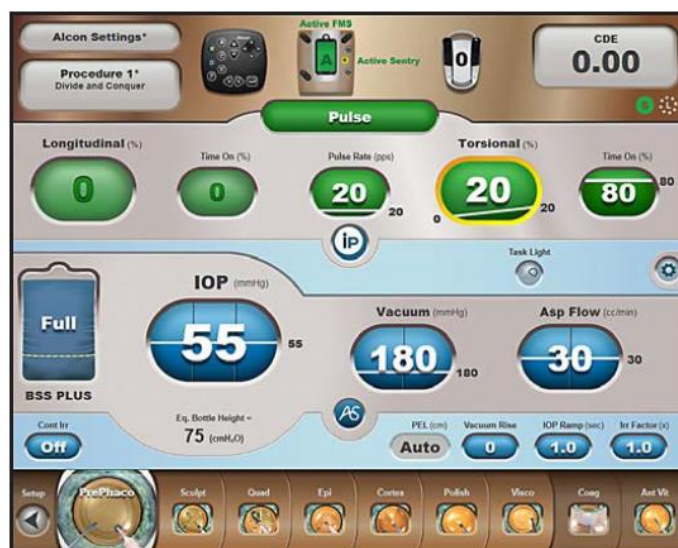 Alcon Settings*
Procedure 1*
Divide and Conquer
Active FMS
A
Active Sentry
0
CDE
0.00
S
Pulse
Longitudinal (%)
0
Time On (%)
0
Pulse Rate (pps)
20
20
Torsional (%)
20
0
20
Time On (%)
80
80
iP
Task Light
Full
BSS PLUS
IOP (mmHg)
55
55
Vacuum (mmHg)
180
180
Asp Flow (cc/min)
30
30
Cont Irr
Off
Eq. Bottle Height =
75 (cmH₂O)
AS
PEL (cm)
Auto
Vacuum Rise
0
IOP Ramp (sec)
1.0
Irr Factor (x)
1.0
Setup
PrePhaco
Sculpt
Quad
Epi
Cortex
Polish
Visco
Coag
Ant Vit